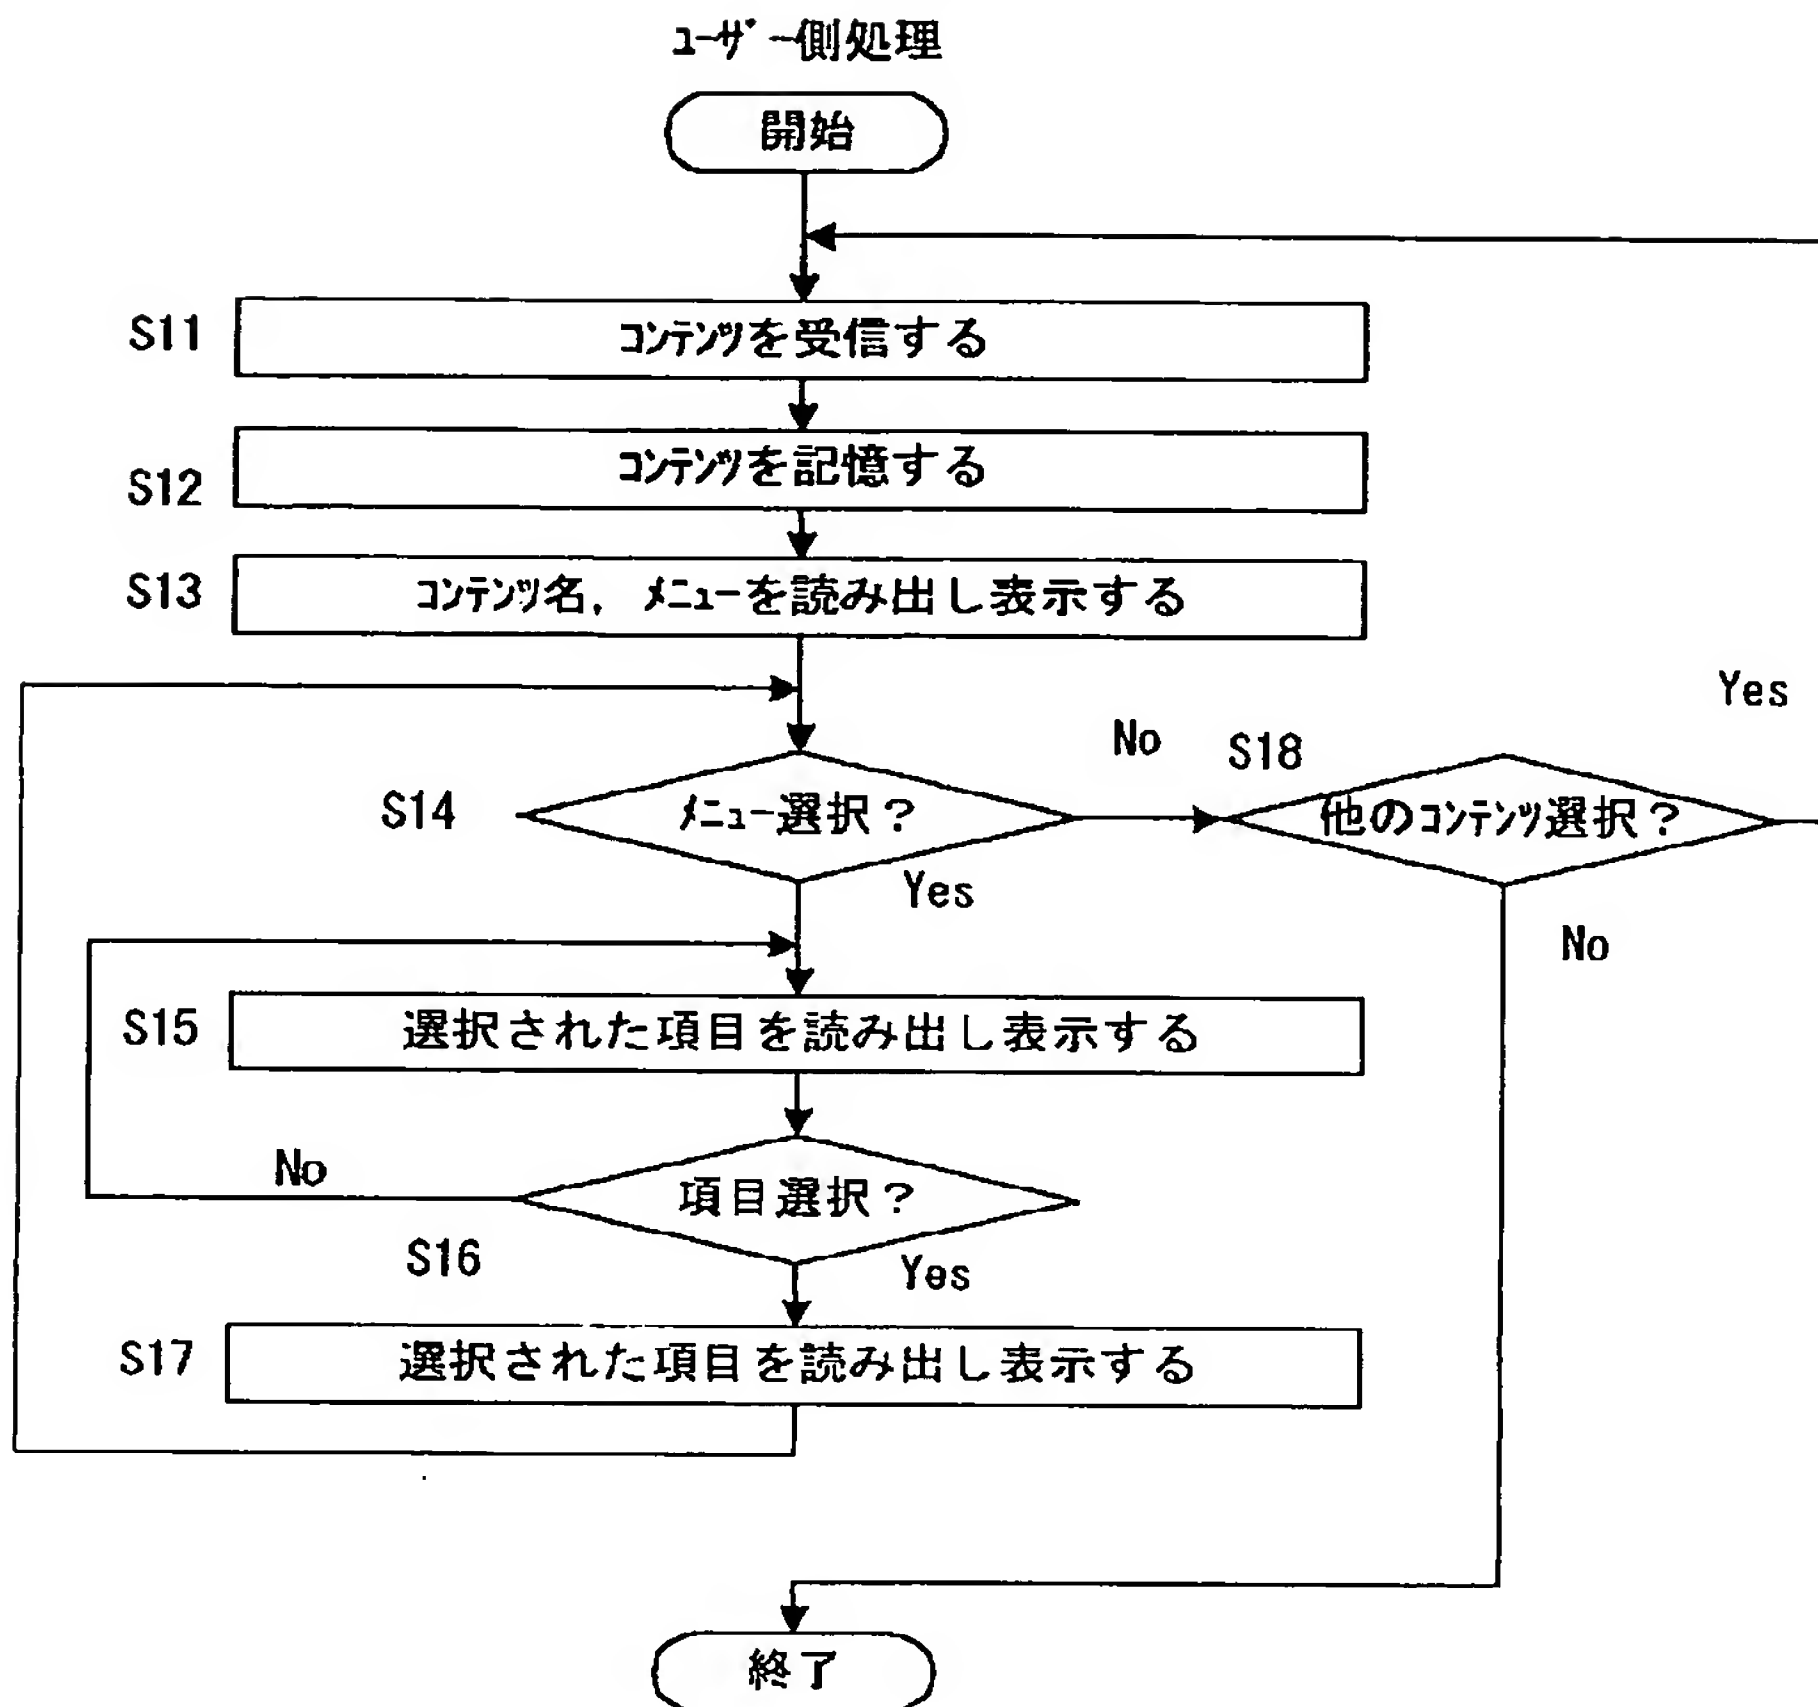 ユーザー側処理
開始
S11 コンテンツを受信する
S12 コンテンツを記憶する
S13 コンテンツ名, メニューを読み出し表示する
Yes
No
S18
S14 メニュー選択?
他のコンテンツ選択?
Yes
No
S15 選択された項目を読み出し表示する
No
項目選択?
S16
Yes
S17 選択された項目を読み出し表示する
終了